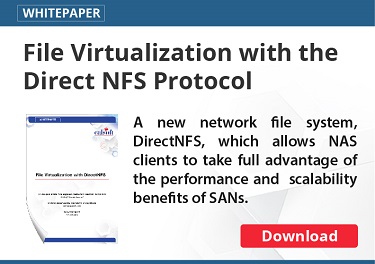 WHITEPAPER
File Virtualization with the
Direct NFS Protocol
A new network file system,
DirectNFS, which allows NAS
clients to take full advantage of
the performance and scalability
benefits of SANs.
File Virtualization with DirectNFS
Download